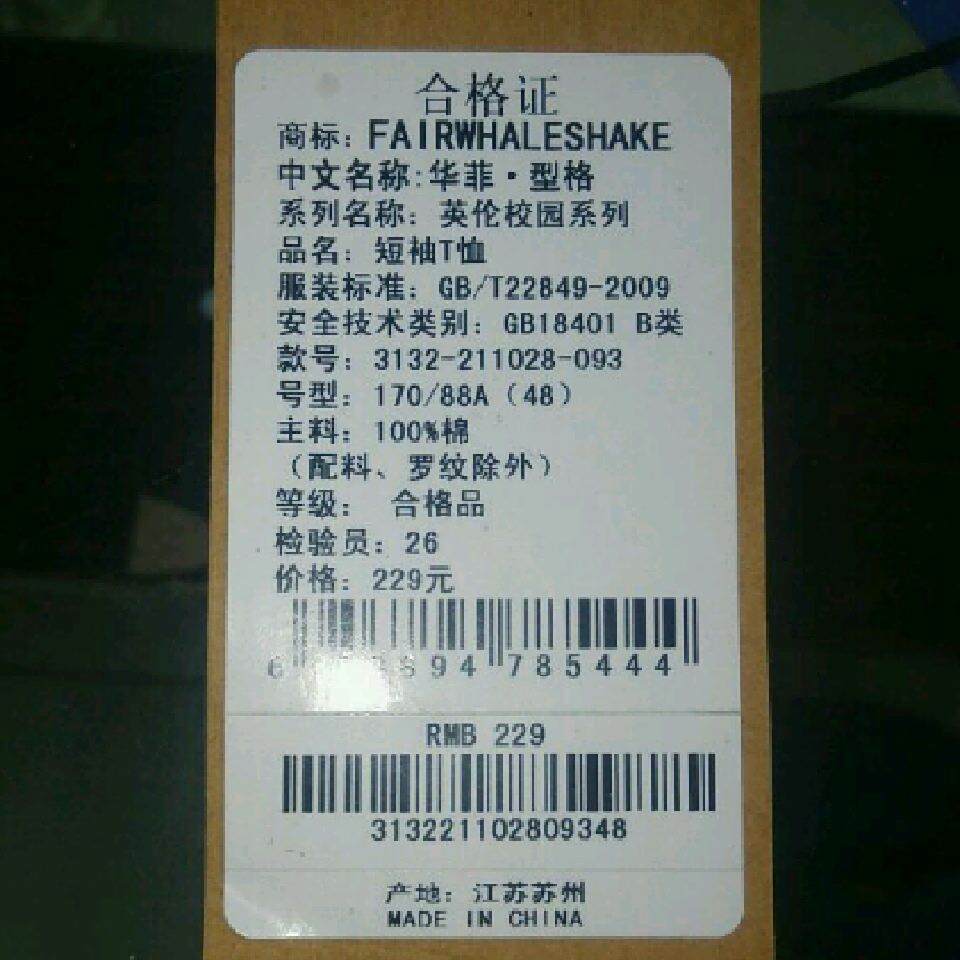 合格证
商标：FAIRWHALESHAKE
中文名称:华菲·型格
系列名称：英伦校园系列
品名：短袖T恤
服装标准：GB/T22849-2009
安全技术类别：GB18401 B类
款号：3132-211028-093
号型：170/88A（48）
主料：100%棉
（配料、罗纹除外）
等级： 合格品
检验员：26
价格：229元
94 785444
RMB 229
313221102809348
产地：江苏苏州
MADE IN CHINA